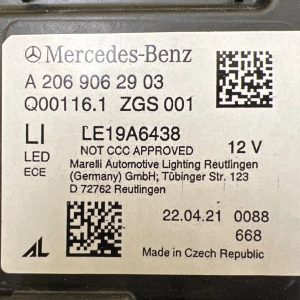 Mercedes-Benz
A 206 906 29 03
Q00116.1 ZGS 001
LI LE19A6438
LED NOT CCC APPROVED 12 V
ECE Marelli Automotive Lighting Reutlingen
(Germany) GmbH; Tübinger Str. 123
D 72762 Reutlingen
22.04.21 0088
668
AL Made in Czech Republic